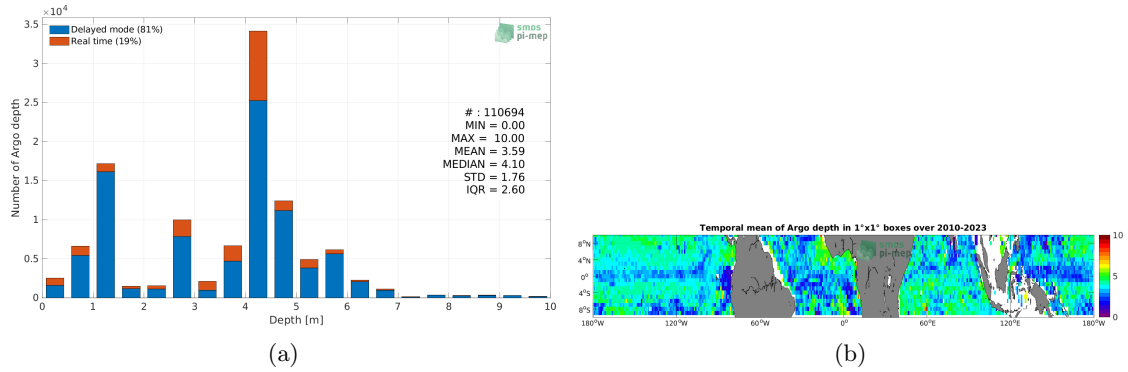 ×10⁴
3.5
3
2.5
2
1.5
1
0.5
0
Number of Argo depth
Delayed mode (81%)
Real time (19%)
smos
pi-mep
# : 110694
MIN = 0.00
MAX = 10.00
MEAN = 3.59
MEDIAN = 4.10
STD = 1.76
IQR = 2.60
0 1 2 3 4 5 6 7 8 9 10
Depth [m]
(a)
Temporal mean of Argo depth in 1°x1° boxes over 2010-2023
smos
pi-mep
8°N
4°N
0°
4°S
8°S
180°W 120°W 60°W 0° 60°E 120°E 180°W
10
5
0
(b)